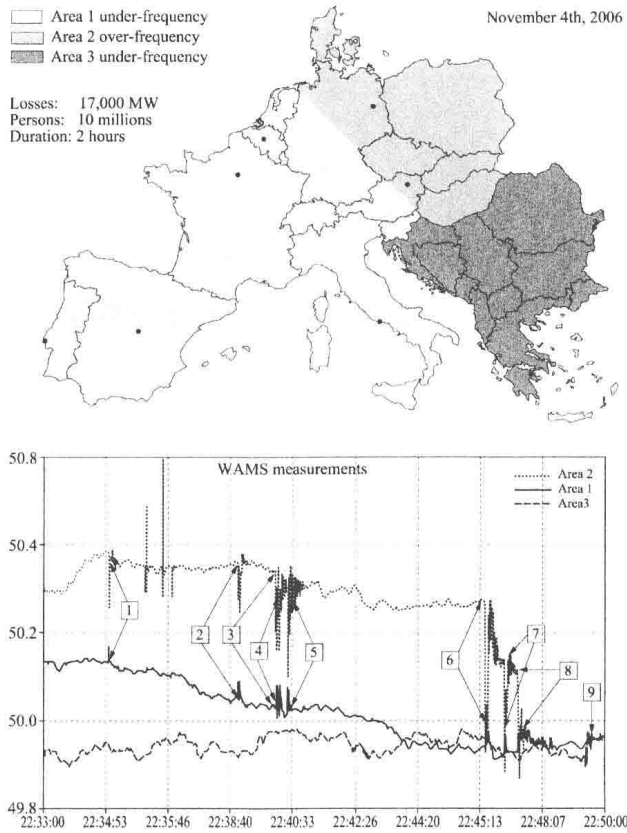 Area 1 under-frequency
Area 2 over-frequency
Area 3 under-frequency
November 4th, 2006
Losses: 17,000 MW
Persons: 10 millions
Duration: 2 hours
WAMS measurements
Area 2
Area 1
Area3
50.8
50.4
50.2
50.0
49.8
1
2
3
4
5
6
7
8
9
22:33:00 22:34:53 22:35:46 22:38:40 22:40:33 22:42:26 22:44:20 22:45:13 22:48:07 22:50:00